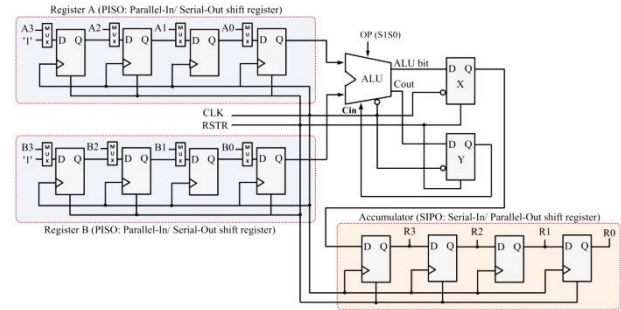 Register A (PISO: Parallel-In/ Serial-Out shift register)
A3 MUX A2 MUX A1 MUX A0 MUX
'1' D Q D Q D Q D Q
OP (S1S0)
ALU
ALU bit
Cout
Cin
D Q
X
CLK
RSTR
D Q
Y
B3 MUX B2 MUX B1 MUX B0 MUX
'1' D Q D Q D Q D Q
Register B (PISO: Parallel-In/ Serial-Out shift register)
Accumulator (SIPO: Serial-In/ Parallel-Out shift register)
R3 R2 R1 R0
D Q D Q D Q D Q